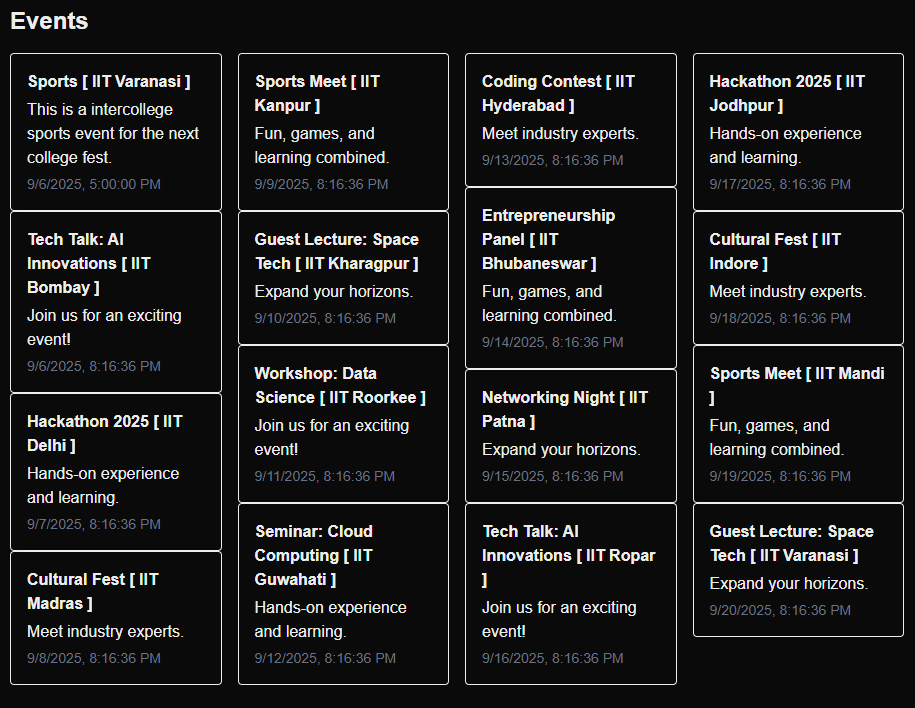 Events
Sports [ IIT Varanasi ]
This is a intercollege
sports event for the next
college fest.
9/6/2025, 5:00:00 PM
Tech Talk: AI
Innovations [ IIT
Bombay ]
Join us for an exciting
event!
9/6/2025, 8:16:36 PM
Hackathon 2025 [ IIT
Delhi ]
Hands-on experience
and learning.
9/7/2025, 8:16:36 PM
Cultural Fest [ IIT
Madras ]
Meet industry experts.
9/8/2025, 8:16:36 PM
Sports Meet [ IIT
Kanpur ]
Fun, games, and
learning combined.
9/9/2025, 8:16:36 PM
Guest Lecture: Space
Tech [ IIT Kharagpur ]
Expand your horizons.
9/10/2025, 8:16:36 PM
Workshop: Data
Science [ IIT Roorkee ]
Join us for an exciting
event!
9/11/2025, 8:16:36 PM
Seminar: Cloud
Computing [ IIT
Guwahati ]
Hands-on experience
and learning.
9/12/2025, 8:16:36 PM
Coding Contest [ IIT
Hyderabad ]
Meet industry experts.
9/13/2025, 8:16:36 PM
Entrepreneurship
Panel [ IIT
Bhubaneswar ]
Fun, games, and
learning combined.
9/14/2025, 8:16:36 PM
Networking Night [ IIT
Patna ]
Expand your horizons.
9/15/2025, 8:16:36 PM
Tech Talk: AI
Innovations [ IIT Ropar
]
Join us for an exciting
event!
9/16/2025, 8:16:36 PM
Hackathon 2025 [ IIT
Jodhpur ]
Hands-on experience
and learning.
9/17/2025, 8:16:36 PM
Cultural Fest [ IIT
Indore ]
Meet industry experts.
9/18/2025, 8:16:36 PM
Sports Meet [ IIT Mandi
]
Fun, games, and
learning combined.
9/19/2025, 8:16:36 PM
Guest Lecture: Space
Tech [ IIT Varanasi ]
Expand your horizons.
9/20/2025, 8:16:36 PM